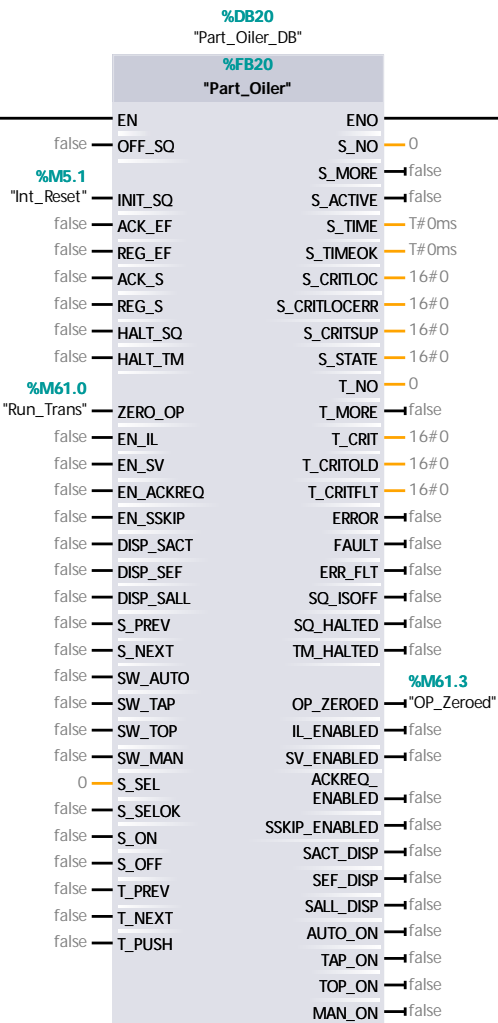 %DB20
"Part_Oiler_DB"
%FB20
"Part_Oiler"
EN ENO
false OFF_SQ S_NO 0
S_MORE false
%M5.1
"Int_Reset" INIT_SQ S_ACTIVE false
false ACK_EF S_TIME T#0ms
false REG_EF S_TIMEOK T#0ms
false ACK_S S_CRITLOC 16#0
false REG_S S_CRITLOCERR 16#0
false HALT_SQ S_CRITSUP 16#0
false HALT_TM S_STATE 16#0
%M61.0 T_NO 0
"Run_Trans" ZERO_OP T_MORE false
false EN_IL T_CRIT 16#0
false EN_SV T_CRITOLD 16#0
false EN_ACKREQ T_CRITFLT 16#0
false EN_SSKIP ERROR false
false DISP_SACT FAULT false
false DISP_SEF ERR_FLT false
false DISP_SALL SQ_ISOFF false
false S_PREV SQ_HALTED false
false S_NEXT TM_HALTED false
false SW_AUTO %M61.3
false SW_TAP OP_ZEROED "OP_Zeroed"
false SW_TOP IL_ENABLED false
false SW_MAN SV_ENABLED false
0 S_SEL ACKREQ_
ENABLED false
false S_SELOK SSKIP_ENABLED false
false S_ON SACT_DISP false
false S_OFF SEF_DISP false
false T_PREV SALL_DISP false
false T_NEXT AUTO_ON false
false T_PUSH TAP_ON false
TOP_ON false
MAN_ON false